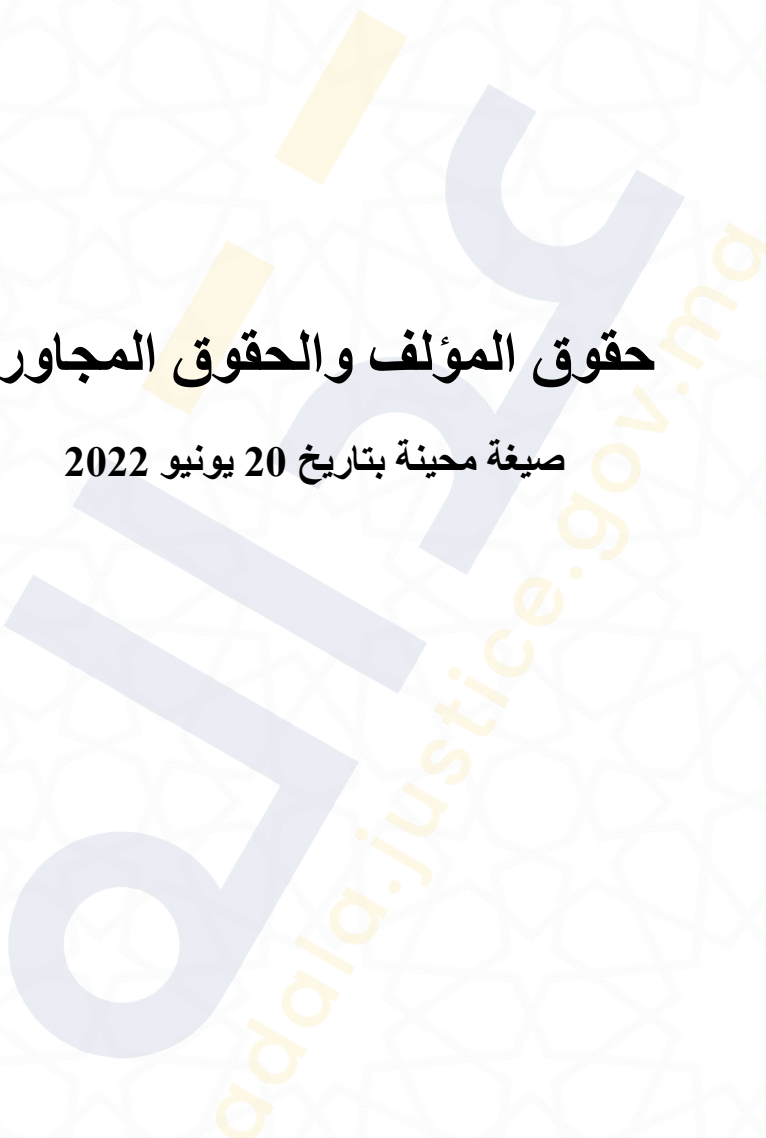 حقوق المؤلف والحقوق المجاور
صيغة محينة بتاريخ 20 يونيو 2022
adala.justice.gov.ma